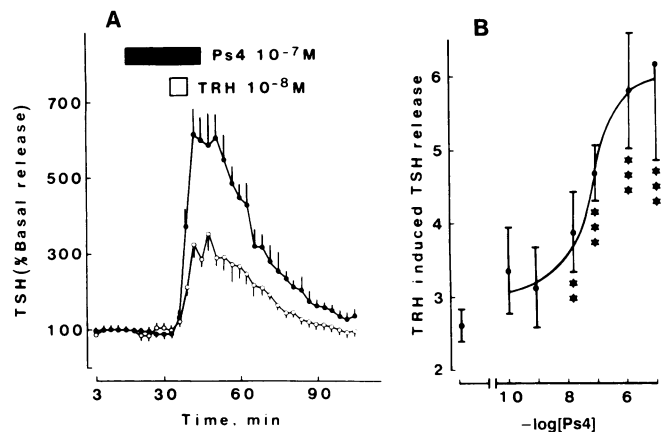 A
Ps4 10⁻⁷M
TRH 10⁻⁸M
TSH(%Basal release)
700
500
300
100
3
30
60
90
Time, min
B
TRH induced TSH release
6
5
4
3
2
10
8
6
−log[Ps4]